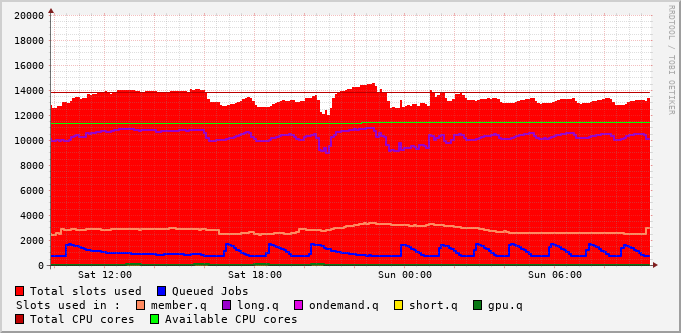 20000
18000
16000
14000
12000
10000
8000
6000
4000
2000
0
Sat 12:00 Sat 18:00 Sun 00:00 Sun 06:00
RRDTOOL / TOBI OETIKER
Total slots used Queued Jobs
Slots used in : member.q long.q ondemand.q short.q gpu.q
Total CPU cores Available CPU cores